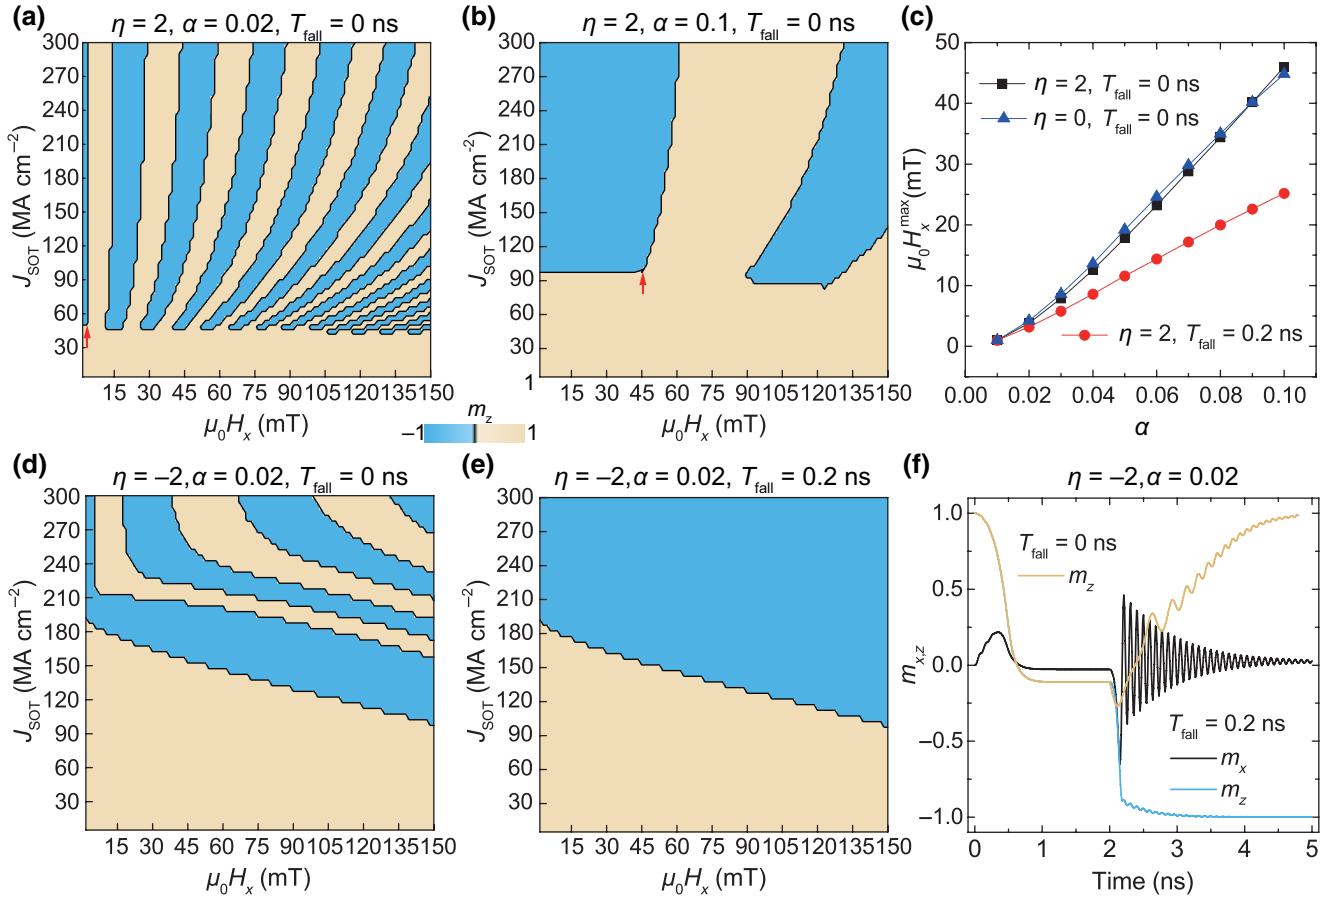 (a) η = 2, α = 0.02, T_fall = 0 ns
300
270
240
210
180
150
120
90
60
30
J_SOT (MA cm⁻²)
15 30 45 60 75 90 105 120 135 150
μ₀H_x (mT)
(b) η = 2, α = 0.1, T_fall = 0 ns
300
270
240
210
180
150
120
90
60
30
1
J_SOT (MA cm⁻²)
15 30 45 60 75 90 105 120 135 150
μ₀H_x (mT)
m_z
−1 1
(c)
50
40
30
20
10
0
μ₀H_x^max (mT)
η = 2, T_fall = 0 ns
η = 0, T_fall = 0 ns
η = 2, T_fall = 0.2 ns
0.00 0.02 0.04 0.06 0.08 0.10
α
(d) η = −2, α = 0.02, T_fall = 0 ns
300
270
240
210
180
150
120
90
60
30
J_SOT (MA cm⁻²)
15 30 45 60 75 90 105 120 135 150
μ₀H_x (mT)
(e) η = −2, α = 0.02, T_fall = 0.2 ns
300
270
240
210
180
150
120
90
60
30
J_SOT (MA cm⁻²)
15 30 45 60 75 90 105 120 135 150
μ₀H_x (mT)
(f) η = −2, α = 0.02
1.0
0.5
0.0
−0.5
−1.0
m_x,z
T_fall = 0 ns
m_z
T_fall = 0.2 ns
m_x
m_z
0 1 2 3 4 5
Time (ns)